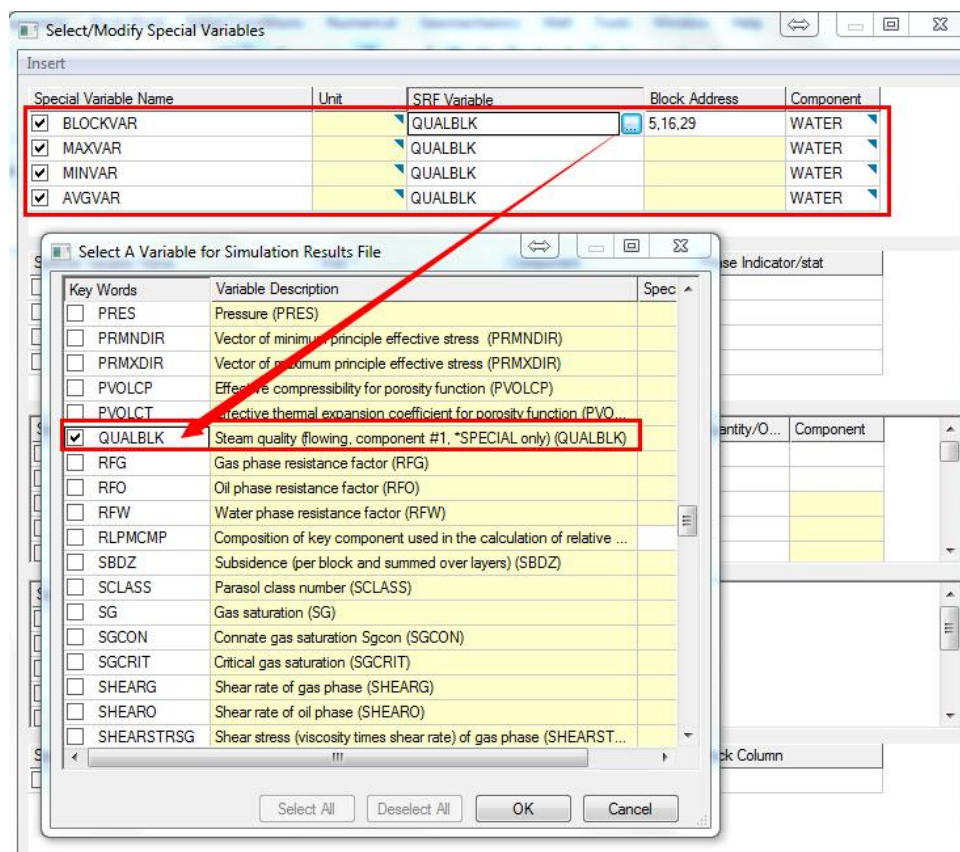 Select/Modify Special Variables
Insert
Special Variable Name Unit SRF Variable Block Address Component
BLOCKVAR QUALBLK ... 5,16,29 WATER
MAXVAR QUALBLK WATER
MINVAR QUALBLK WATER
AVGVAR QUALBLK WATER
Select A Variable for Simulation Results File
se Indicator/stat
Key Words Variable Description Spec
PRES Pressure (PRES)
PRMNDIR Vector of minimum principle effective stress (PRMNDIR)
PRMXDIR Vector of maximum principle effective stress (PRMXDIR)
PVOLCP Effective compressibility for porosity function (PVOLCP)
PVOLCT Effective thermal expansion coefficient for porosity function (PVO...
QUALBLK Steam quality (flowing, component #1, *SPECIAL only) (QUALBLK)
antity/O... Component
RFG Gas phase resistance factor (RFG)
RFO Oil phase resistance factor (RFO)
RFW Water phase resistance factor (RFW)
RLPMCMP Composition of key component used in the calculation of relative ...
SBDZ Subsidence (per block and summed over layers) (SBDZ)
SCLASS Parasol class number (SCLASS)
SG Gas saturation (SG)
SGCON Connate gas saturation Sgcon (SGCON)
SGCRIT Critical gas saturation (SGCRIT)
SHEARG Shear rate of gas phase (SHEARG)
SHEARO Shear rate of oil phase (SHEARO)
SHEARSTRSG Shear stress (viscosity times shear rate) of gas phase (SHEARST...
ck Column
Select All Deselect All OK Cancel